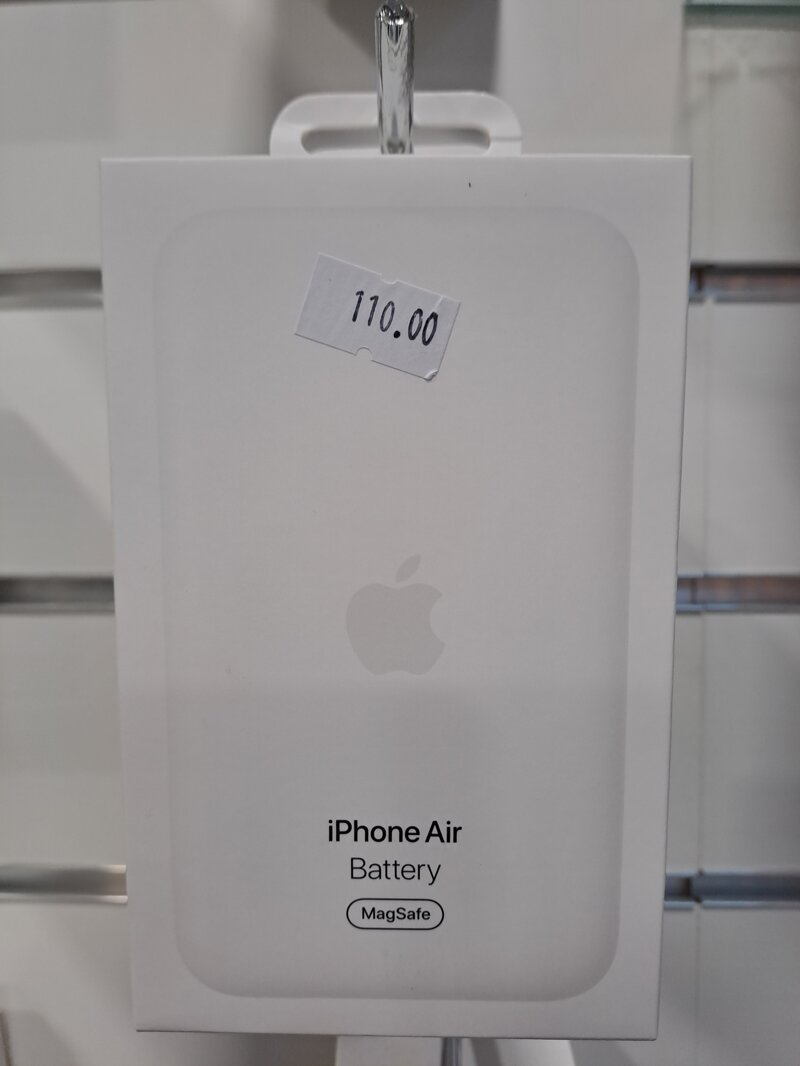 110.00
iPhone Air
Battery
MagSafe